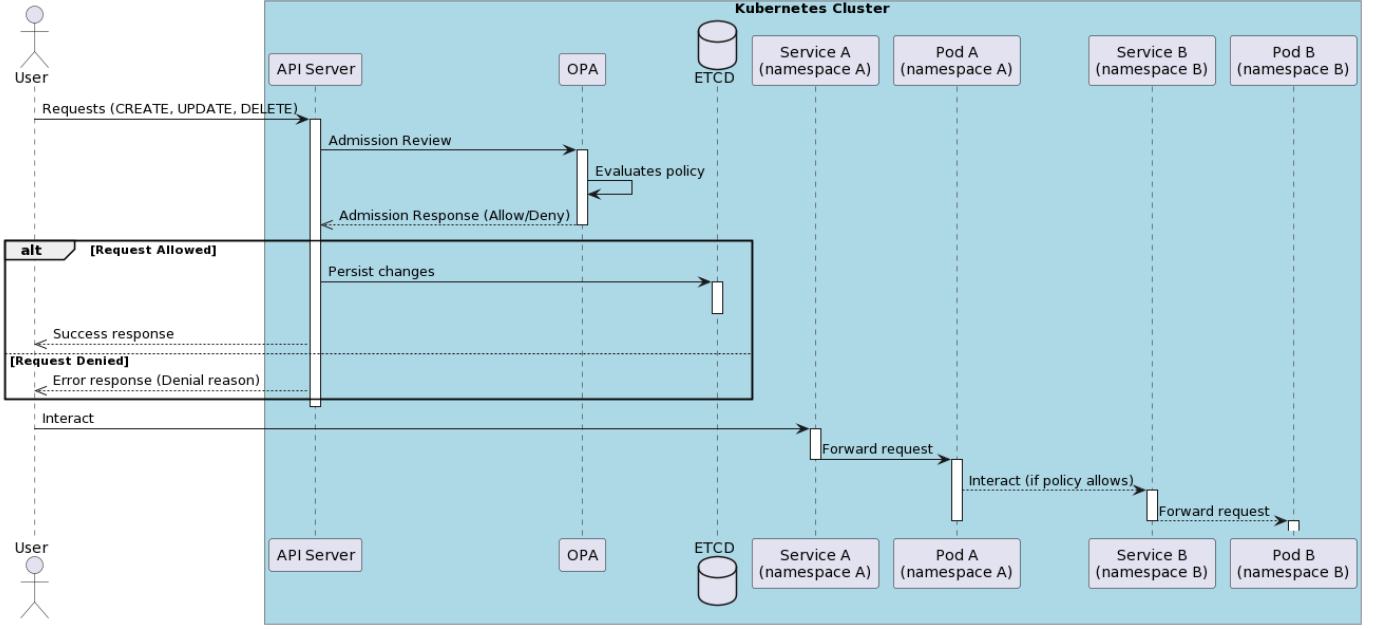 Kubernetes Cluster
User
API Server
OPA
ETCD
Service A
(namespace A)
Pod A
(namespace A)
Service B
(namespace B)
Pod B
(namespace B)
Requests (CREATE, UPDATE, DELETE)
Admission Review
Evaluates policy
Admission Response (Allow/Deny)
alt
[Request Allowed]
Persist changes
Success response
[Request Denied]
Error response (Denial reason)
Interact
Forward request
Interact (if policy allows)
Forward request
User
API Server
OPA
ETCD
Service A
(namespace A)
Pod A
(namespace A)
Service B
(namespace B)
Pod B
(namespace B)